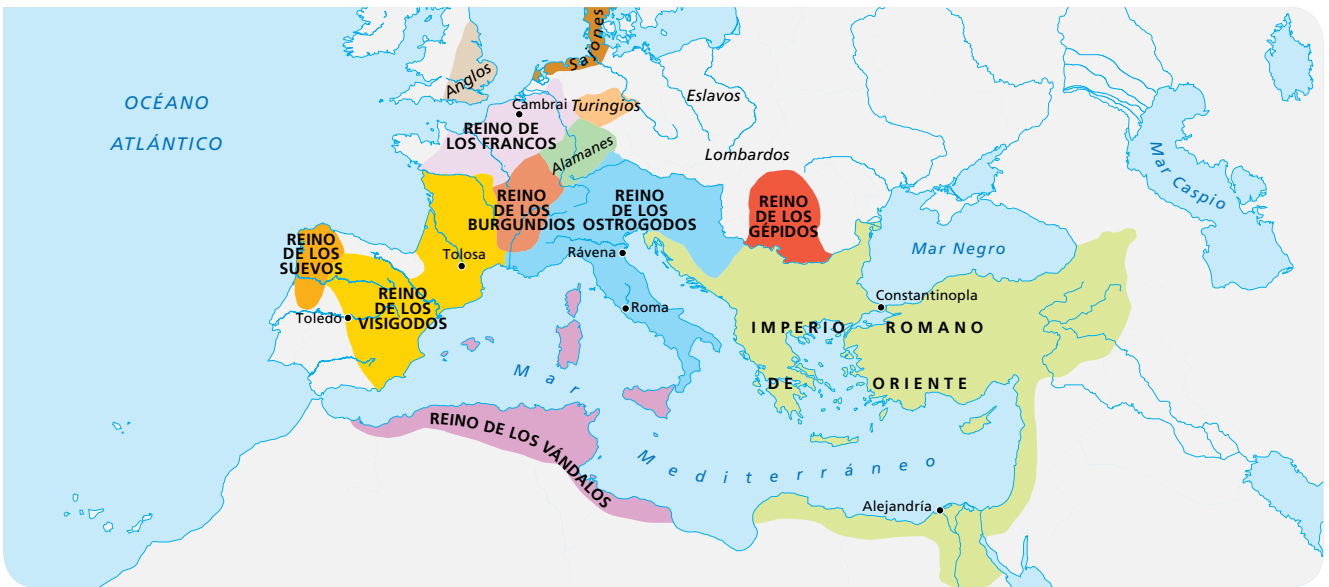 OCÉANO
ATLÁNTICO
Anglos
Sajones
Cambrai
Turingios
Eslavos
REINO DE
LOS FRANCOS
Alamanes
Lombardos
Mar Caspio
REINO
DE LOS
BURGUNDIOS
REINO
DE LOS
OSTROGODOS
REINO
DE LOS
GÉPIDOS
REINO
DE LOS
SUEVOS
Tolosa
Rávena
Mar Negro
REINO
DE LOS
VISIGODOS
Toledo
Roma
Constantinopla
IMPERIO ROMANO
DE ORIENTE
Mar
Mediterráneo
REINO DE LOS VÁNDALOS
Alejandría